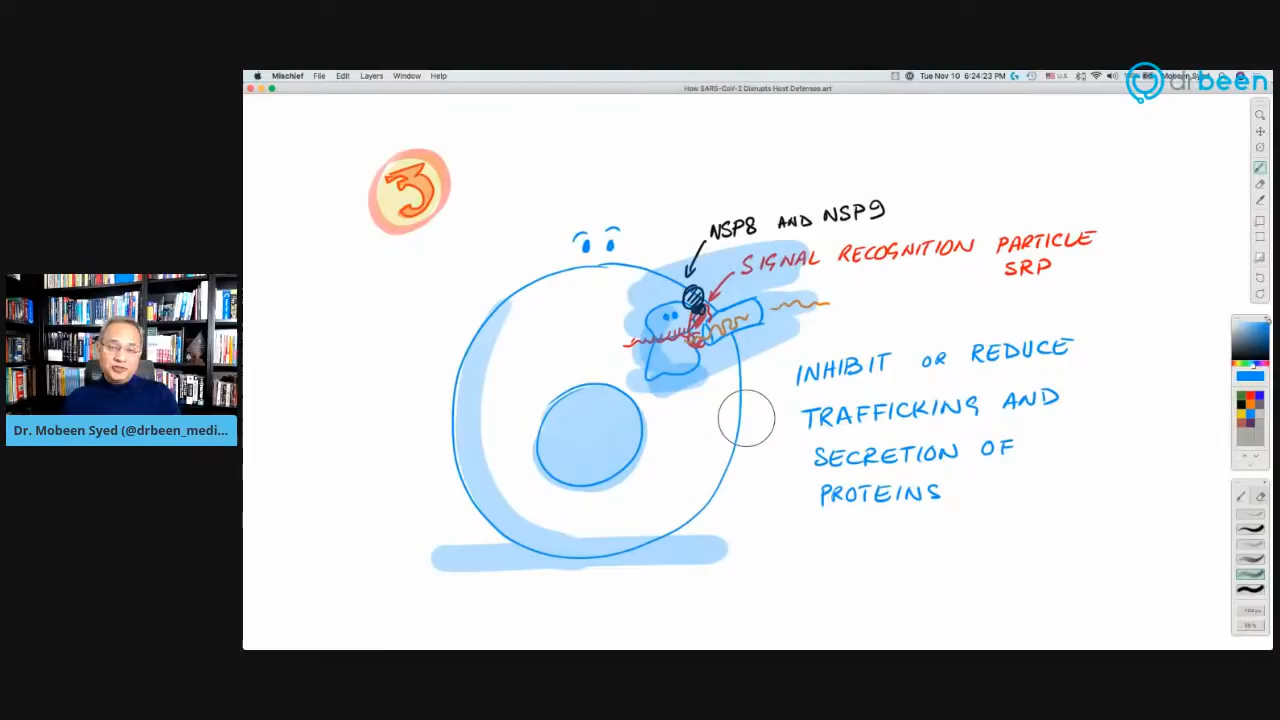 Mischief File Edit Layers Window Help
U.S. Tue Nov 10 6:24:23 PM Mobeen Syed
How SARS-CoV-2 Disrupts Host Defenses.art
drbeen
3
NSP8 AND NSP9
SIGNAL RECOGNITION PARTICLE
SRP
INHIBIT OR REDUCE
TRAFFICKING AND
SECRETION OF
PROTEINS
Dr. Mobeen Syed (@drbeen_medi...